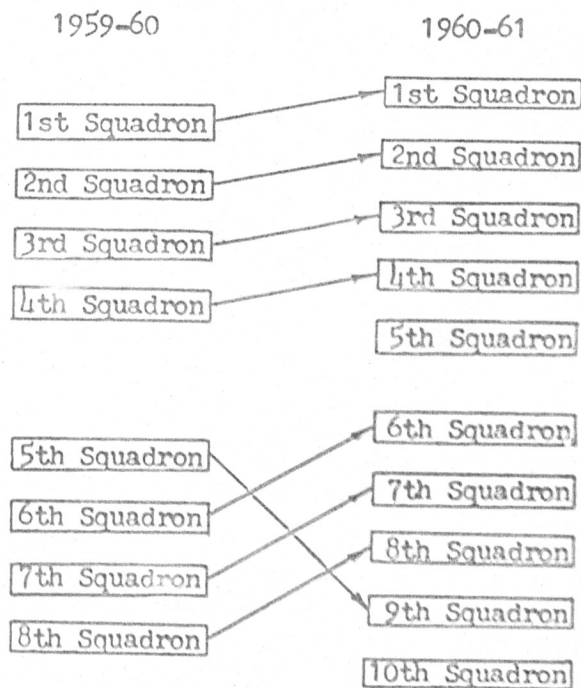 1959-60
1st Squadron
2nd Squadron
3rd Squadron
4th Squadron
5th Squadron
6th Squadron
7th Squadron
8th Squadron
1960-61
1st Squadron
2nd Squadron
3rd Squadron
4th Squadron
5th Squadron
6th Squadron
7th Squadron
8th Squadron
9th Squadron
10th Squadron